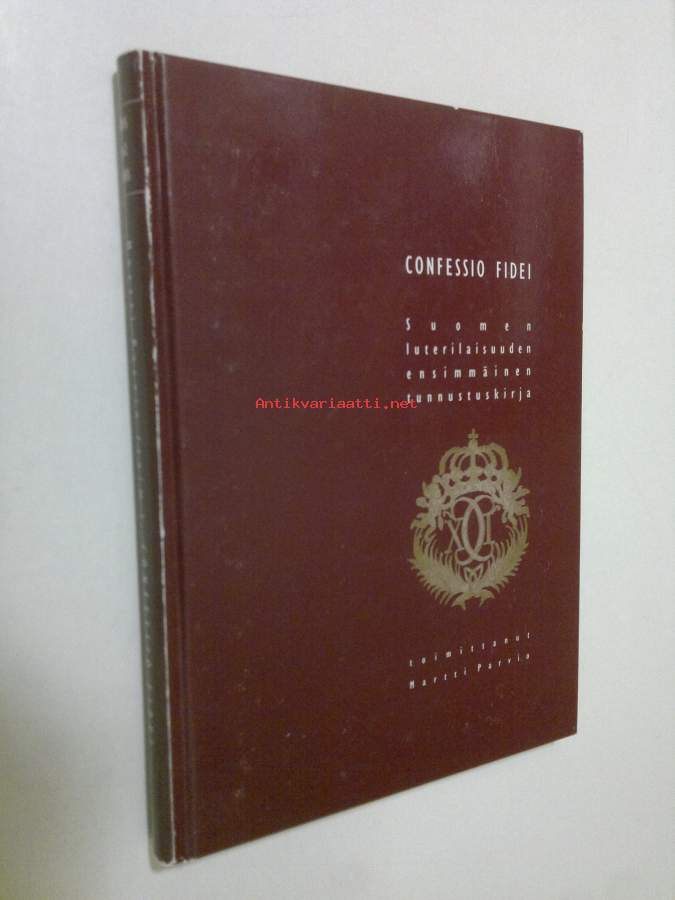 CONFESSIO FIDEI
Suomen
luterilaisuuden
ensimmäinen
tunnustuskirja
Antikvariaatti.net
toimittanut
Martti Parvio